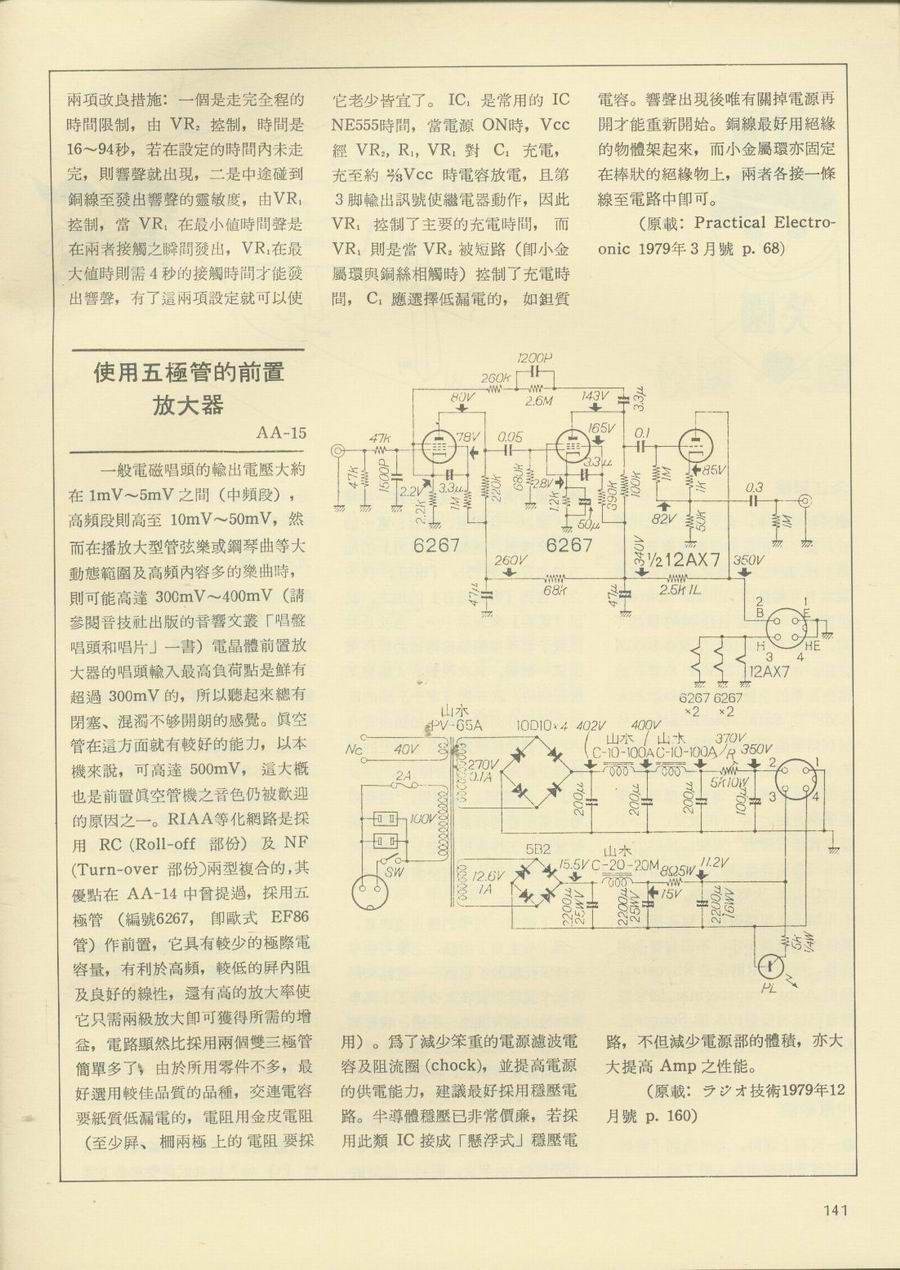 兩項改良措施：一個是走完全程的
時間限制，由 VR₂ 控制，時間是
16～94秒，若在設定的時間內未走
完，則響聲就出現，二是中途碰到
銅線至發出響聲的靈敏度，由VR₁
控制，當 VR₁ 在最小值時響聲是
在兩者接觸之瞬間發出，VR₁在最
大値時則需4秒的接觸時間才能發
出響聲，有了這兩項設定就可以使
它老少皆宜了。 IC₁ 是常用的 IC
NE555時間，當電源 ON時，Vcc
經 VR₂, R₁, VR₁ 對 C₁ 充電，
充至約 ⅔Vcc 時電容放電，且第
3脚輸出訊號使繼電器動作，因此
VR₁ 控制了主要的充電時間， 而
VR₁ 則是當 VR₂ 被短路（卽小金
屬環與銅絲相觸時）控制了充電時
間， C₁ 應選擇低漏電的， 如鉭質
電容。響聲出現後唯有關掉電源再
開才能重新開始。銅線最好用絕緣
的物體架起來，而小金屬環亦固定
在棒狀的絕緣物上，兩者各接一條
線至電路中卽可。
（原載：Practical Electro-
onic 1979年3月號 p. 68）
使用五極管的前置
放大器
AA-15
一般電磁唱頭的輸出電壓大約
在 1mV～5mV 之間（中頻段），
高頻段則高至 10mV～50mV，然
而在播放大型管弦樂或鋼琴曲等大
動態範圍及高頻內容多的樂曲時，
則可能高達 300mV～400mV（請
參閱音技社出版的音響文叢「唱盤
唱頭和唱片」一書）電晶體前置放
大器的唱頭輸入最高負荷點是鮮有
超過 300mV 的，所以聽起來總有
閉塞、混濁不够開朗的感覺。眞空
管在這方面就有較好的能力，以本
機來說，可高達 500mV， 這大槪
也是前置眞空管機之音色仍被歡迎
的原因之一。RIAA等化網路是採
用 RC (Roll-off 部份) 及 NF
(Turn-over 部份)兩型複合的，其
優點在 AA-14 中曾提過，採用五
極管 （編號6267， 卽歐式 EF86
管）作前置，它具有較少的極際電
容量，有利於高頻，較低的屏內阻
及良好的線性，還有高的放大率使
它只需兩級放大卽可獲得所需的增
益，電路顯然比採用兩個雙三極管
簡單多了，由於所用零件不多，最
好選用較佳品質的品種，交連電容
要紙質低漏電的，電阻用金皮電阻
（至少屏、柵兩極上的電阻要採
1200P
260K
2.6M
3.3μ
80V
143V
47k
78V
0.05
165V
0.1
47k
1500P
2.2V
2.2K
3.3μ
1M
220k
680k
2.8V
1.2K
3.3μ
50μ
390k
100k
1M
85V
1k
82V
50K
0.3
1M
6267
6267
½12AX7
260V
340V
350V
47μ
68k
47μ
2.5k 1L
2
1
B
E
H
HE
3
4
12AX7
6267 6267
×2 ×2
山水
PV-65A
10D10×4
402V
400V
370V
350V
山水
C-10-100A
山水
C-10-100A
R
5k10W
Nc
40V
270V
0.1A
2A
100V
SW
200μ
200μ
200μ
100μ
2
1
3
4
5B2
12.6V
1A
15.5V
山水
C-20-20M
8Ω5W
11.2V
15V
2200μ
25WV
2200μ
25WV
2200μ
16WV
5k
¼W
PL
用）。爲了減少笨重的電源濾波電
容及阻流圈 (chock)，並提高電源
的供電能力，建議最好採用穩壓電
路。半導體穩壓已非常價廉，若採
用此類 IC 接成「懸浮式」穩壓電
路，不但減少電源部的體積，亦大
大提高 Amp 之性能。
（原載：ラジオ技術1979年12
月號 p. 160）
141